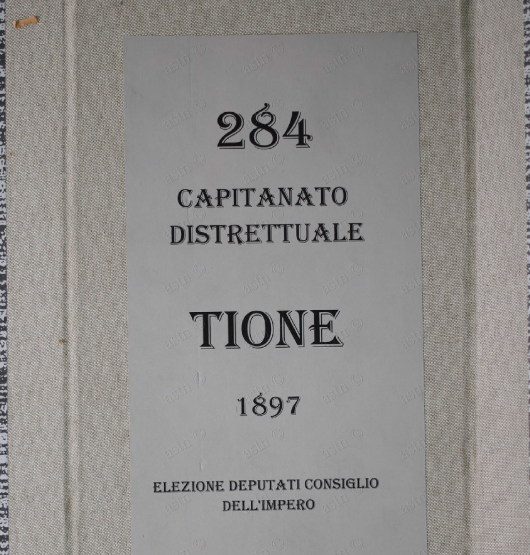 284
CAPITANATO
DISTRETTUALE
TIONE
1897
ELEZIONE DEPUTATI CONSIGLIO
DELL'IMPERO